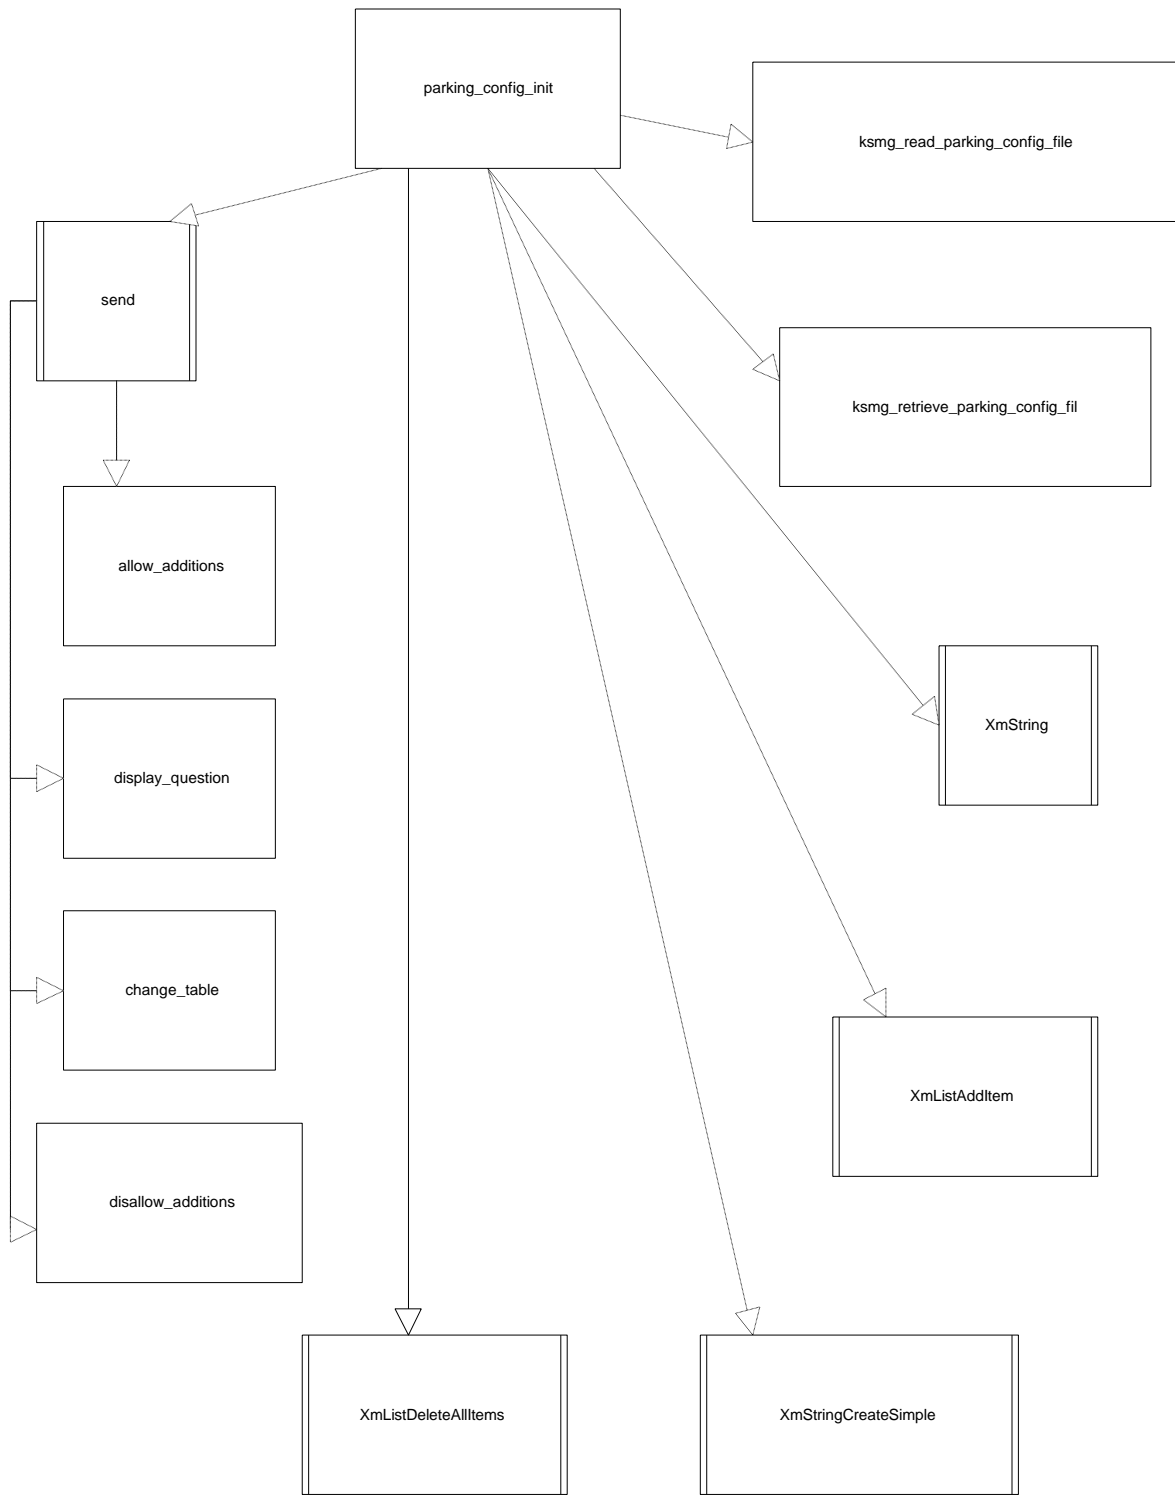 parking_config_init
ksmg_read_parking_config_file
send
ksmg_retrieve_parking_config_fil
allow_additions
XmString
display_question
change_table
XmListAddItem
disallow_additions
XmListDeleteAllItems
XmStringCreateSimple